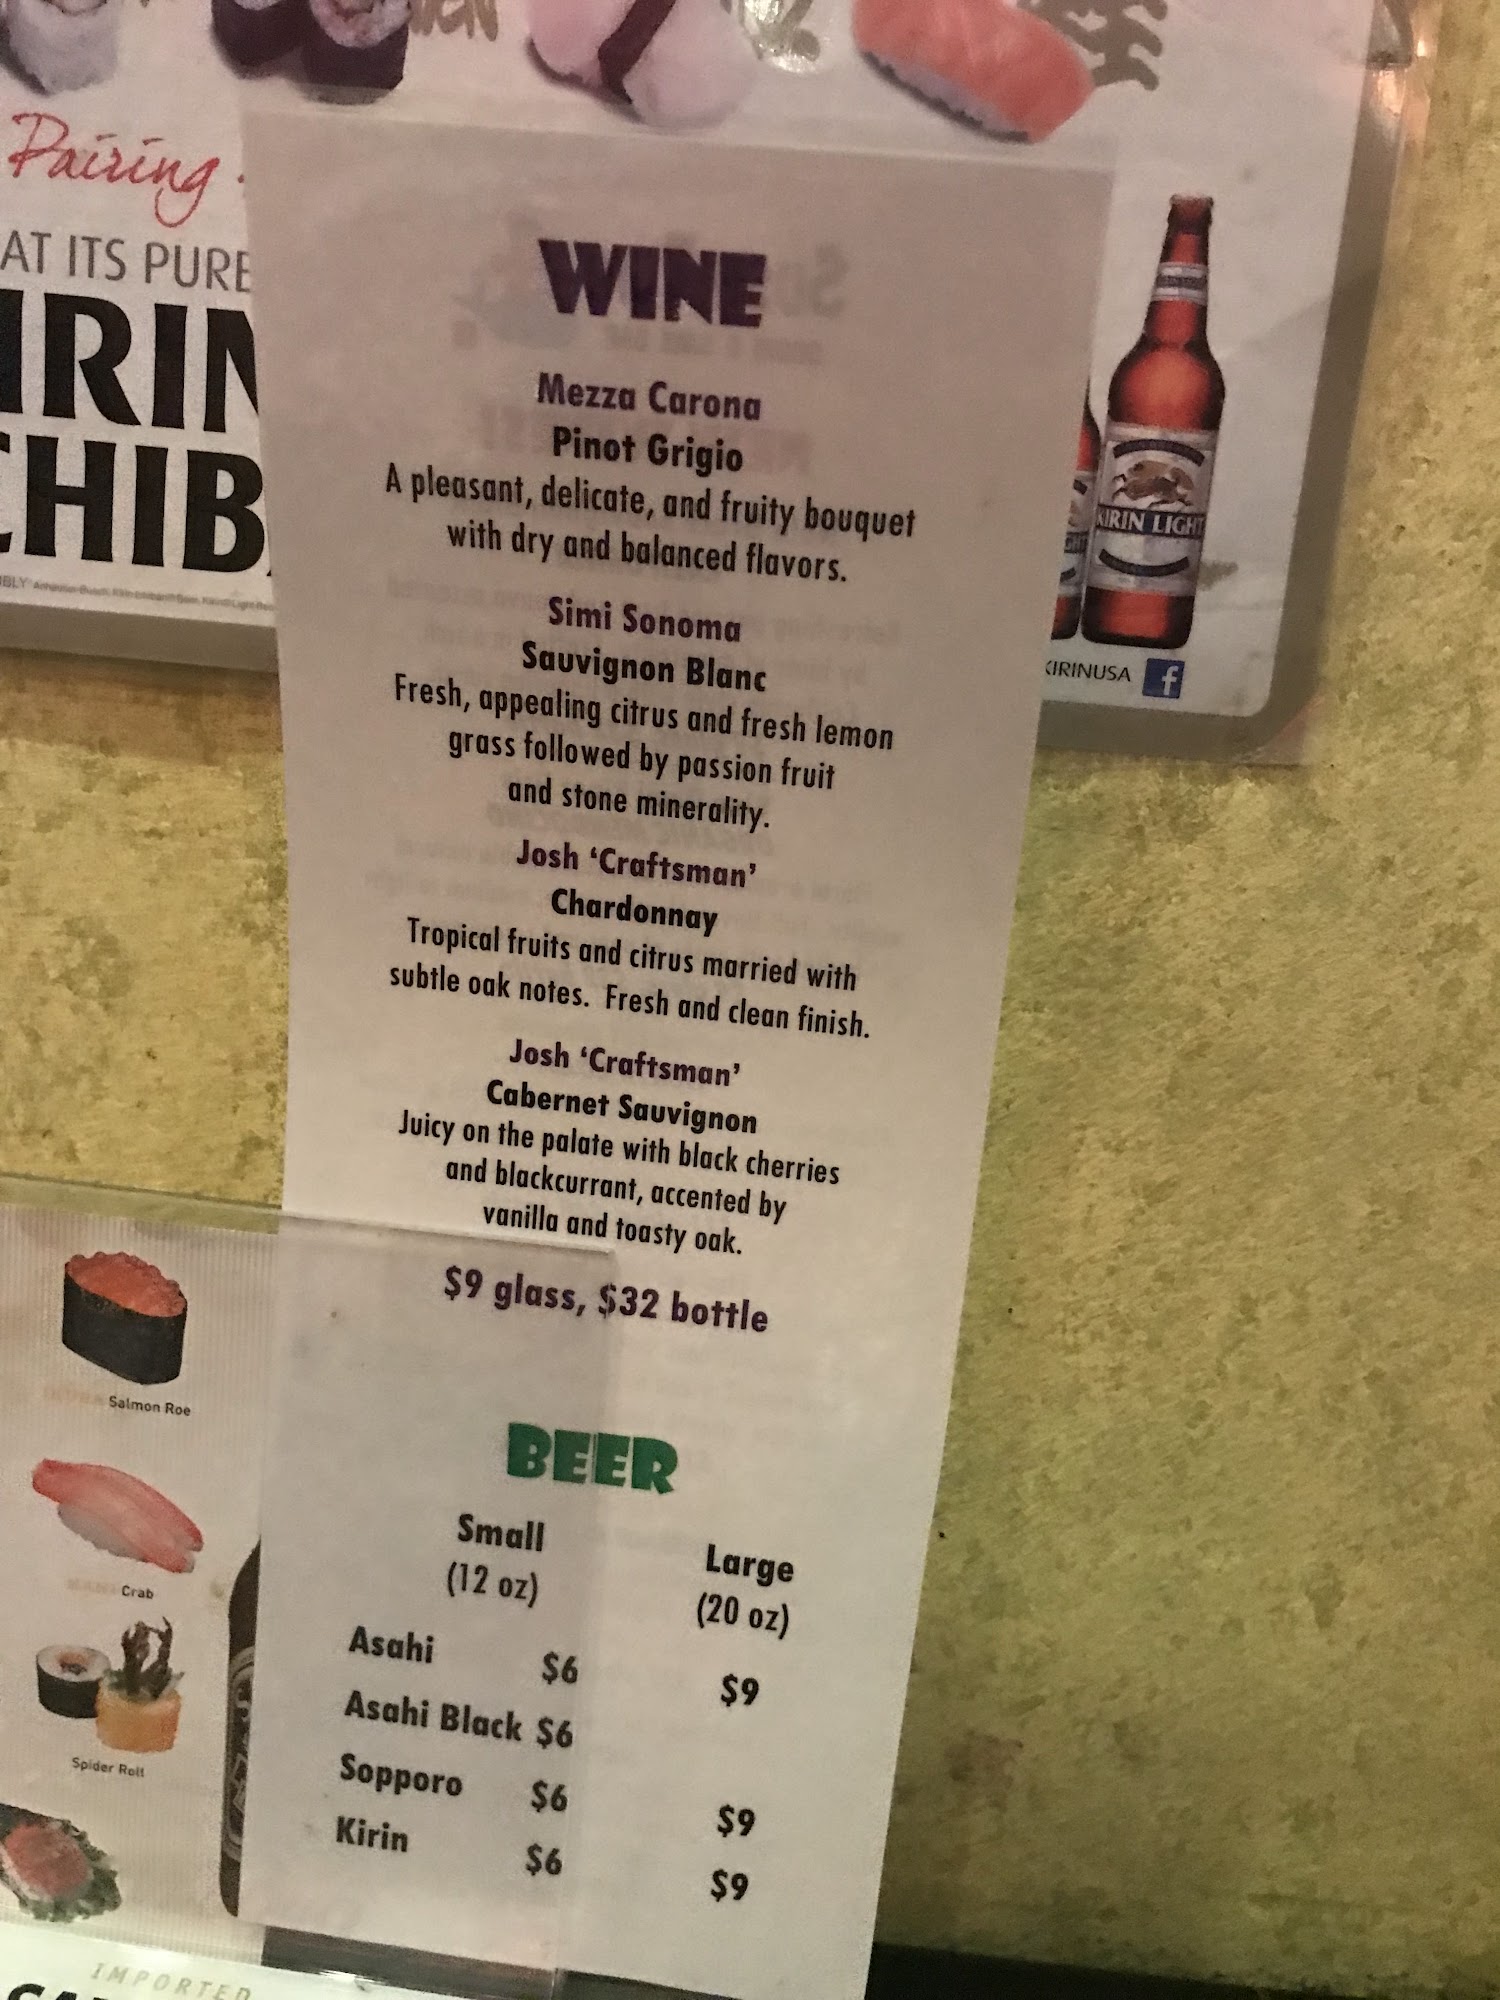 Pairing
AT ITS PURE
WINE
Mezza Carona
Pinot Grigio
A pleasant, delicate, and fruity bouquet
with dry and balanced flavors.
Simi Sonoma
Sauvignon Blanc
Fresh, appealing citrus and fresh lemon
grass followed by passion fruit
and stone minerality.
Josh ‘Craftsman’
Chardonnay
Tropical fruits and citrus married with
subtle oak notes. Fresh and clean finish.
Josh ‘Craftsman’
Cabernet Sauvignon
Juicy on the palate with black cherries
and blackcurrant, accented by
vanilla and toasty oak.
$9 glass, $32 bottle
BEER
Small Large
(12 oz) (20 oz)
Asahi $6 $9
Asahi Black $6
Sopporo $6 $9
Kirin $6 $9
KIRIN LIGHT
KIRINUSA f
Salmon Roe
Crab
Spider Roll
IMPORTED